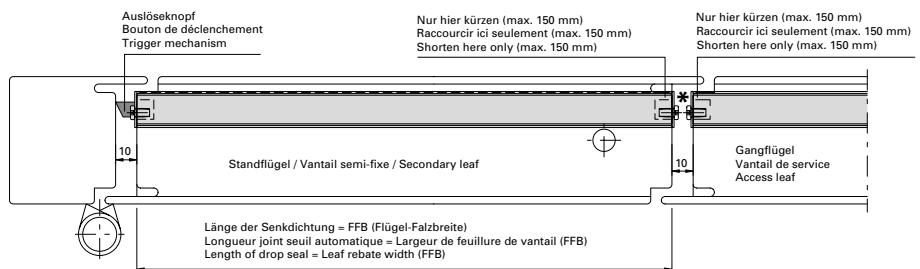 Auslöseknopf
Bouton de déclenchement
Trigger mechanism
Nur hier kürzen (max. 150 mm)
Raccourcir ici seulement (max. 150 mm)
Shorten here only (max. 150 mm)
Nur hier kürzen (max. 150 mm)
Raccourcir ici seulement (max. 150 mm)
Shorten here only (max. 150 mm)
*
10
Standflügel / Vantail semi-fixe / Secondary leaf
10
Gangflügel
Vantail de service
Access leaf
Länge der Senkdichtung = FFB (Flügel-Falzbreite)
Longueur joint seuil automatique = Largeur de feuillure de vantail (FFB)
Length of drop seal = Leaf rebate width (FFB)